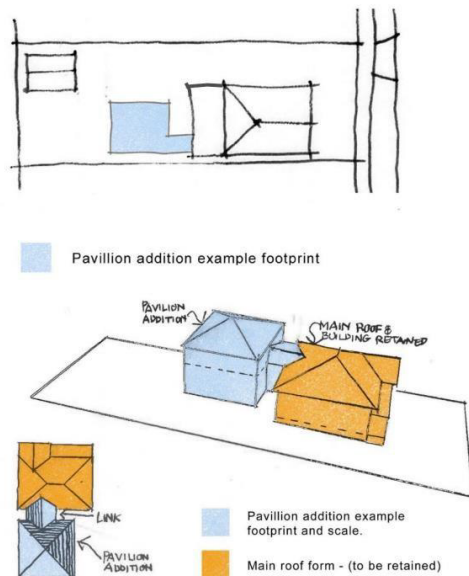 Pavillion addition example footprint
PAVILION
ADDITION
MAIN ROOF &
BUILDING RETAINED
LINK
PAVILION
ADDITION
Pavillion addition example
footprint and scale.
Main roof form - (to be retained)